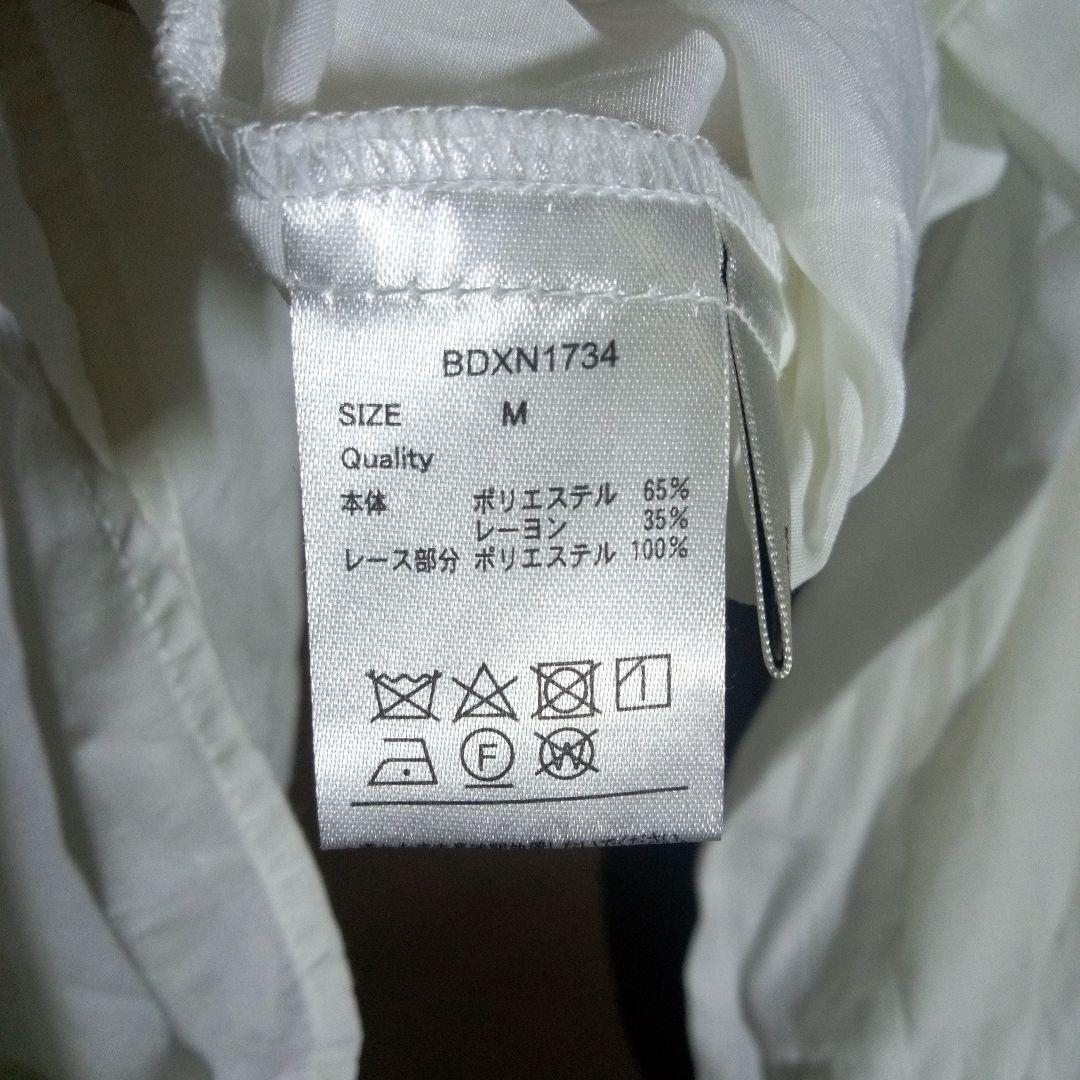 BDXN1734
SIZE M
Quality
本体 ポリエステル 65%
レーヨン 35%
レース部分 ポリエステル 100%
F
W